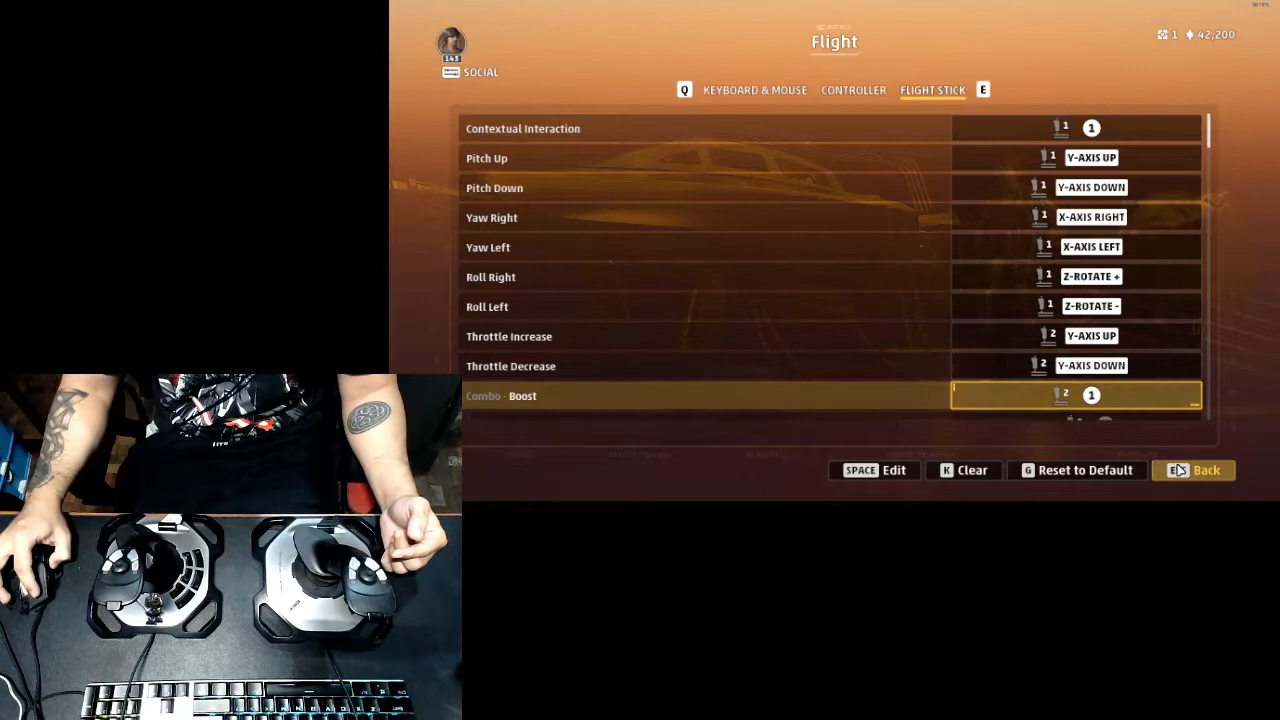 Flight
143
SOCIAL
1 42,200
Q KEYBOARD & MOUSE CONTROLLER FLIGHT STICK E
Contextual Interaction 1 1
Pitch Up 1 Y-AXIS UP
Pitch Down 1 Y-AXIS DOWN
Yaw Right 1 X-AXIS RIGHT
Yaw Left 1 X-AXIS LEFT
Roll Right 1 Z-ROTATE +
Roll Left 1 Z-ROTATE -
Throttle Increase 2 Y-AXIS UP
Throttle Decrease 2 Y-AXIS DOWN
Combo - Boost 2 1
SPACE Edit K Clear G Reset to Default Back